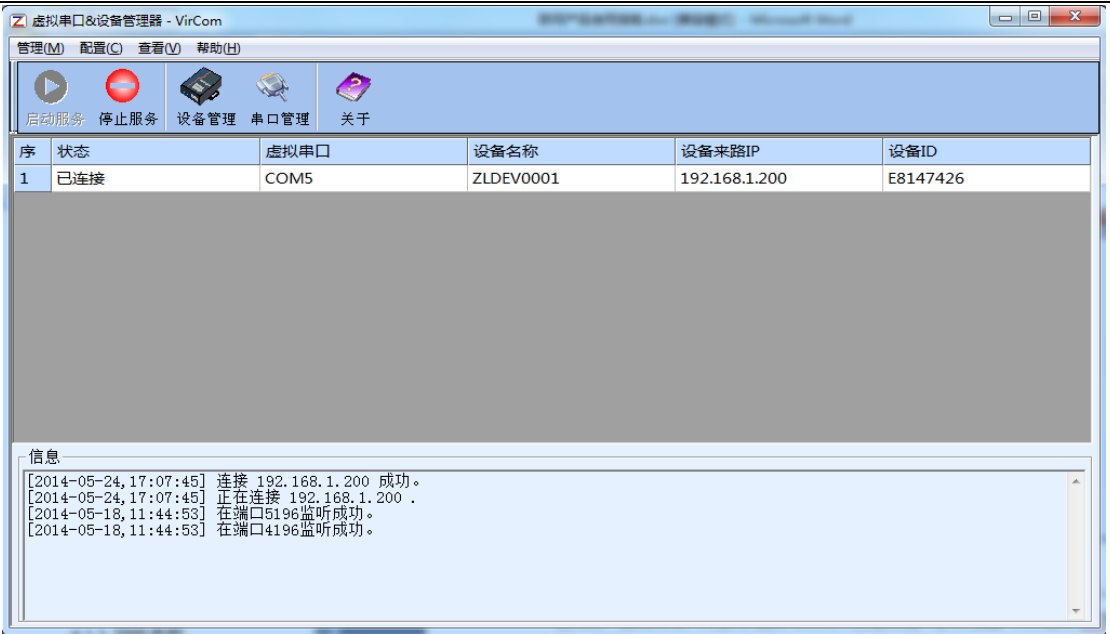 虚拟串口&设备管理器 - VirCom
管理(M) 配置(C) 查看(V) 帮助(H)
启动服务 停止服务 设备管理 串口管理 关于
序 状态 虚拟串口 设备名称 设备来路IP 设备ID
1 已连接 COM5 ZLDEV0001 192.168.1.200 E8147426
信息
[2014-05-24,17:07:45] 连接 192.168.1.200 成功。
[2014-05-24,17:07:45] 正在连接 192.168.1.200 .
[2014-05-18,11:44:53] 在端口5196监听成功。
[2014-05-18,11:44:53] 在端口4196监听成功。